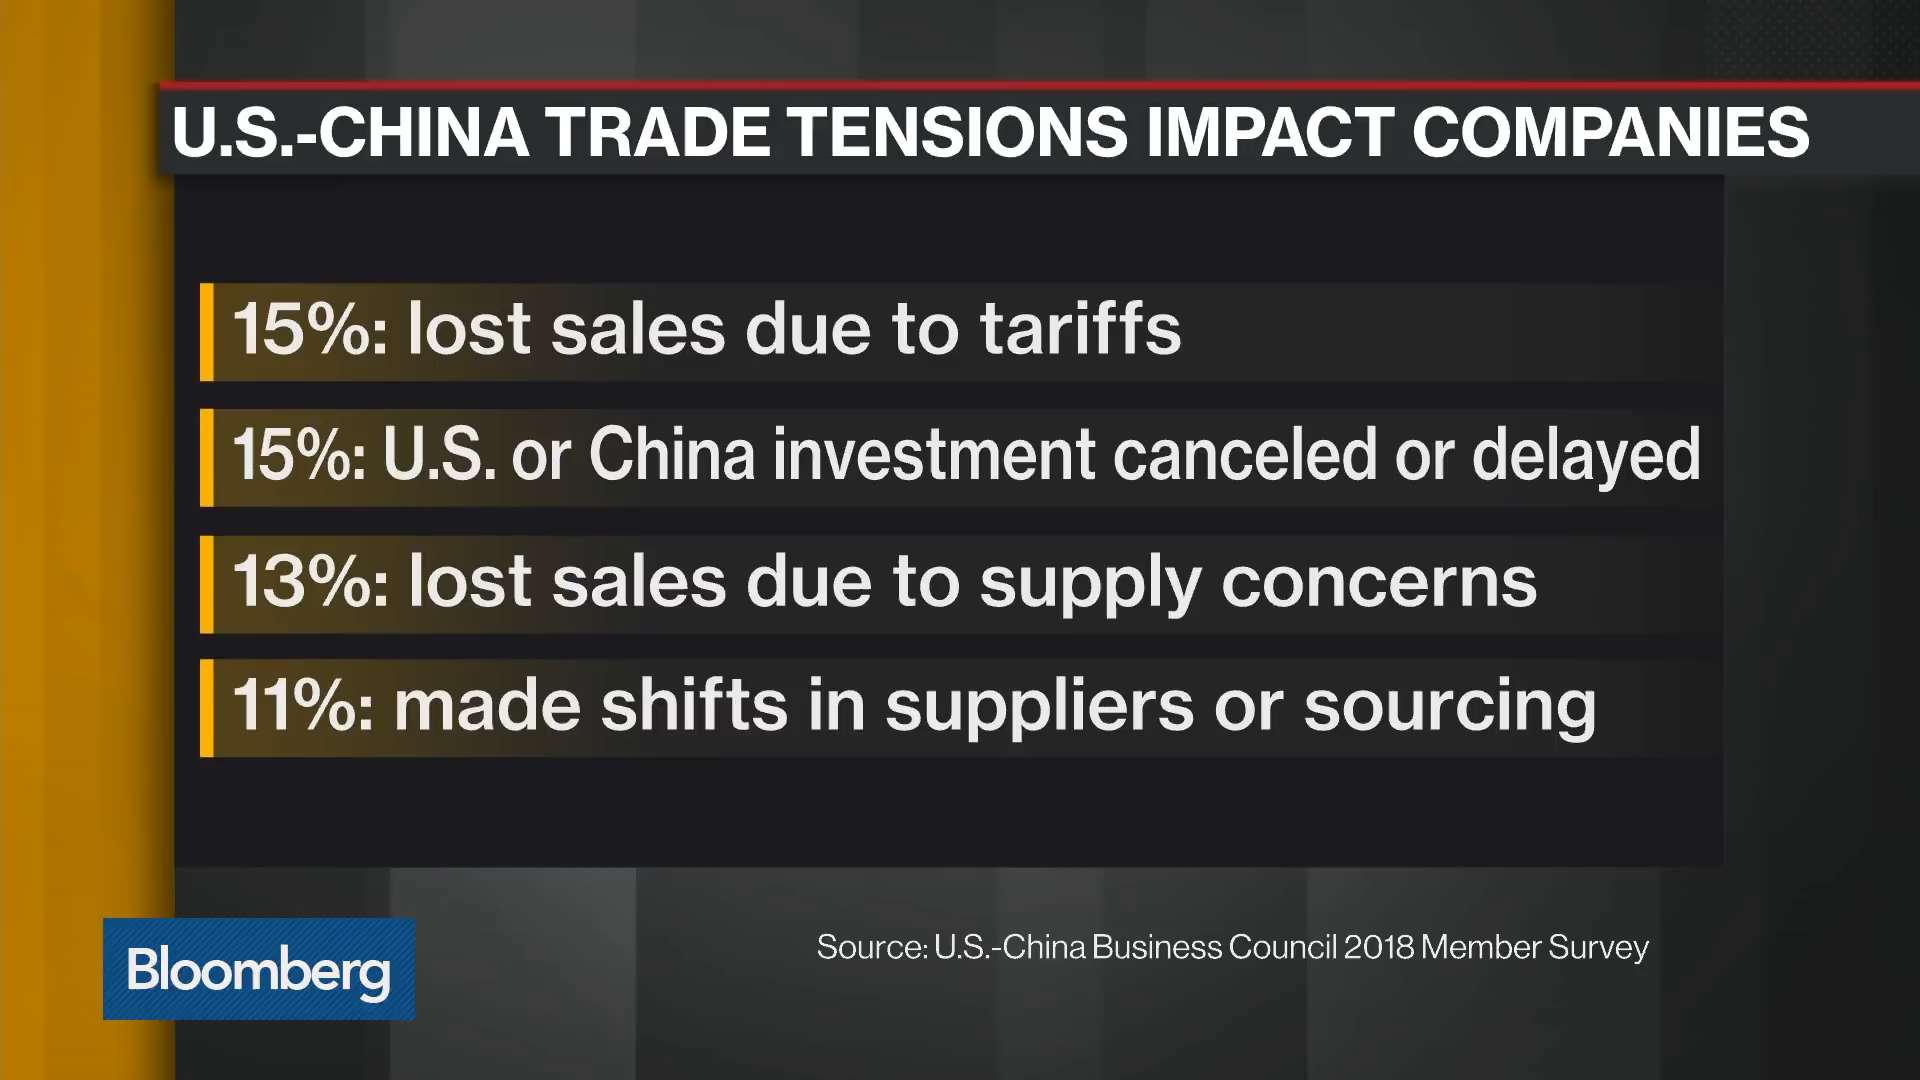 U.S.-CHINA TRADE TENSIONS IMPACT COMPANIES
15%: lost sales due to tariffs
15%: U.S. or China investment canceled or delayed
13%: lost sales due to supply concerns
11%: made shifts in suppliers or sourcing
Source: U.S.-China Business Council 2018 Member Survey
Bloomberg